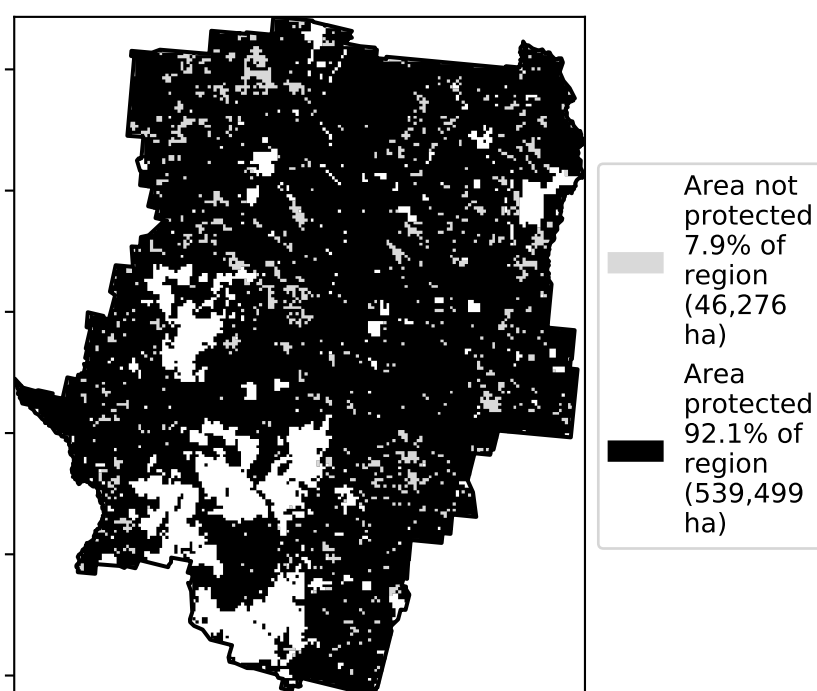 Area not
protected
7.9% of
region
(46,276
ha)
Area
protected
92.1% of
region
(539,499
ha)